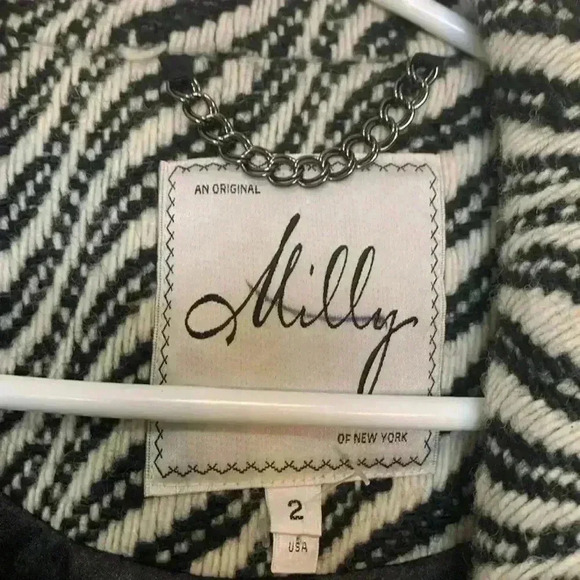 AN ORIGINAL
Milly
OF NEW YORK
2
USA